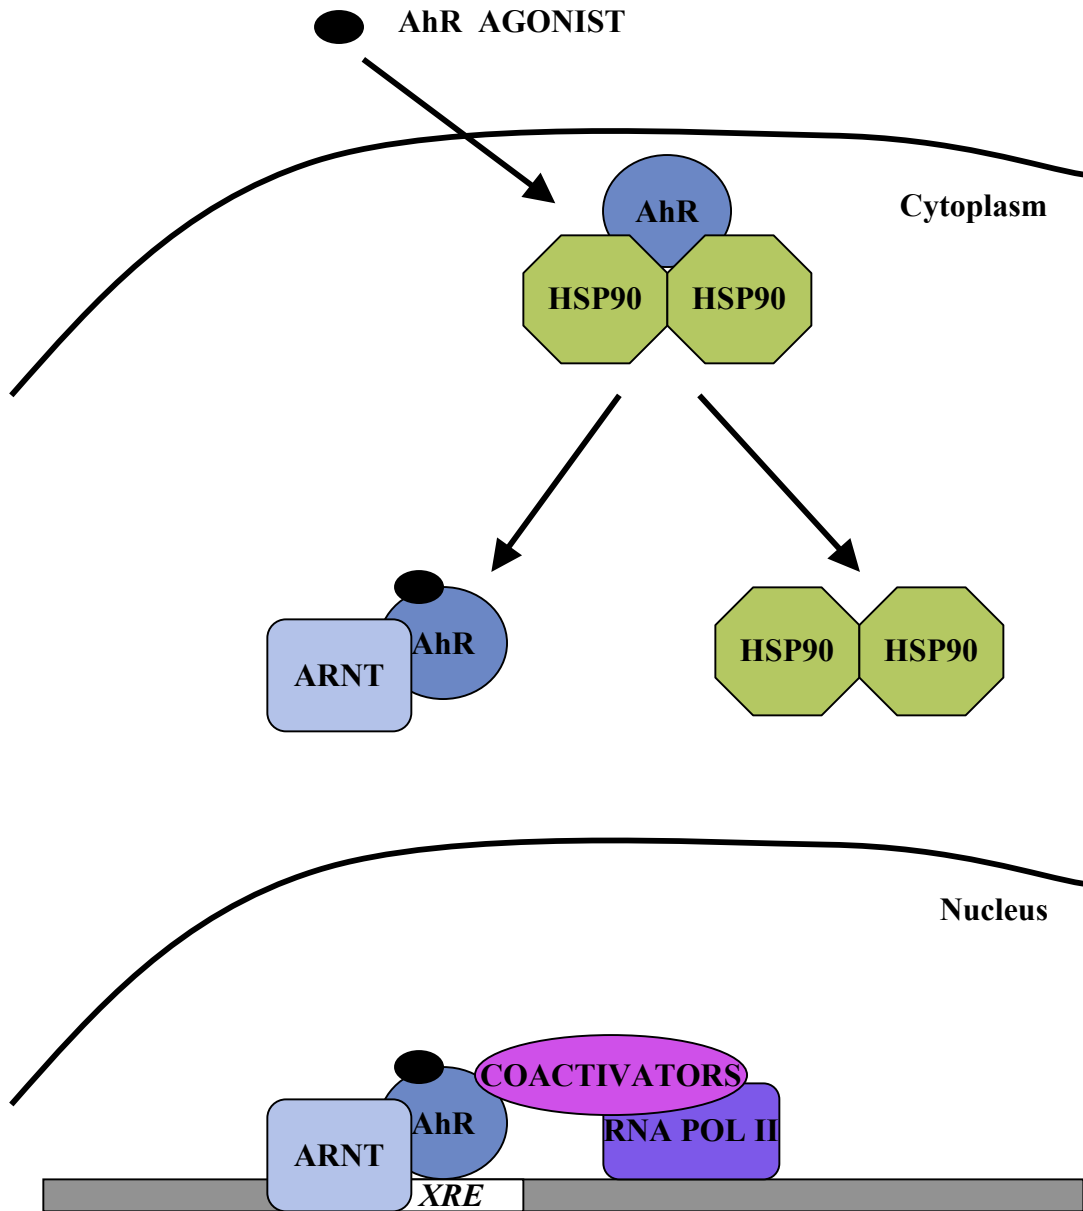 AhR AGONIST
Cytoplasm
AhR
HSP90 HSP90
AhR
ARNT
HSP90 HSP90
Nucleus
COACTIVATORS
AhR
RNA POL II
ARNT
XRE